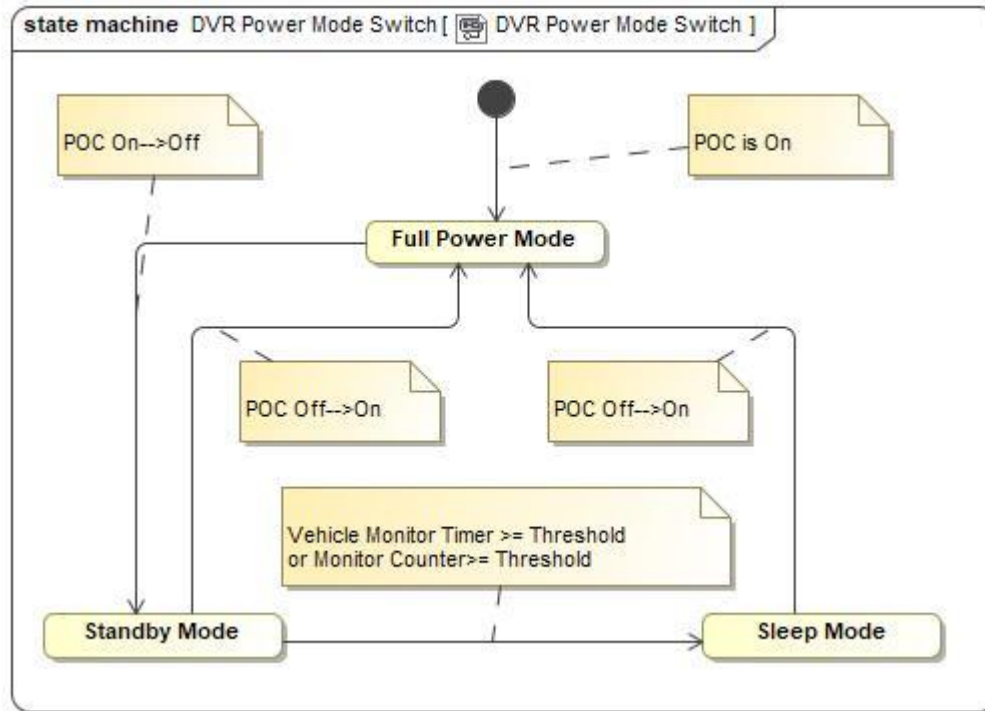 state machine DVR Power Mode Switch [ DVR Power Mode Switch ]
POC On-->Off
POC is On
Full Power Mode
POC Off-->On
POC Off-->On
Vehicle Monitor Timer >= Threshold
or Monitor Counter>= Threshold
Standby Mode
Sleep Mode